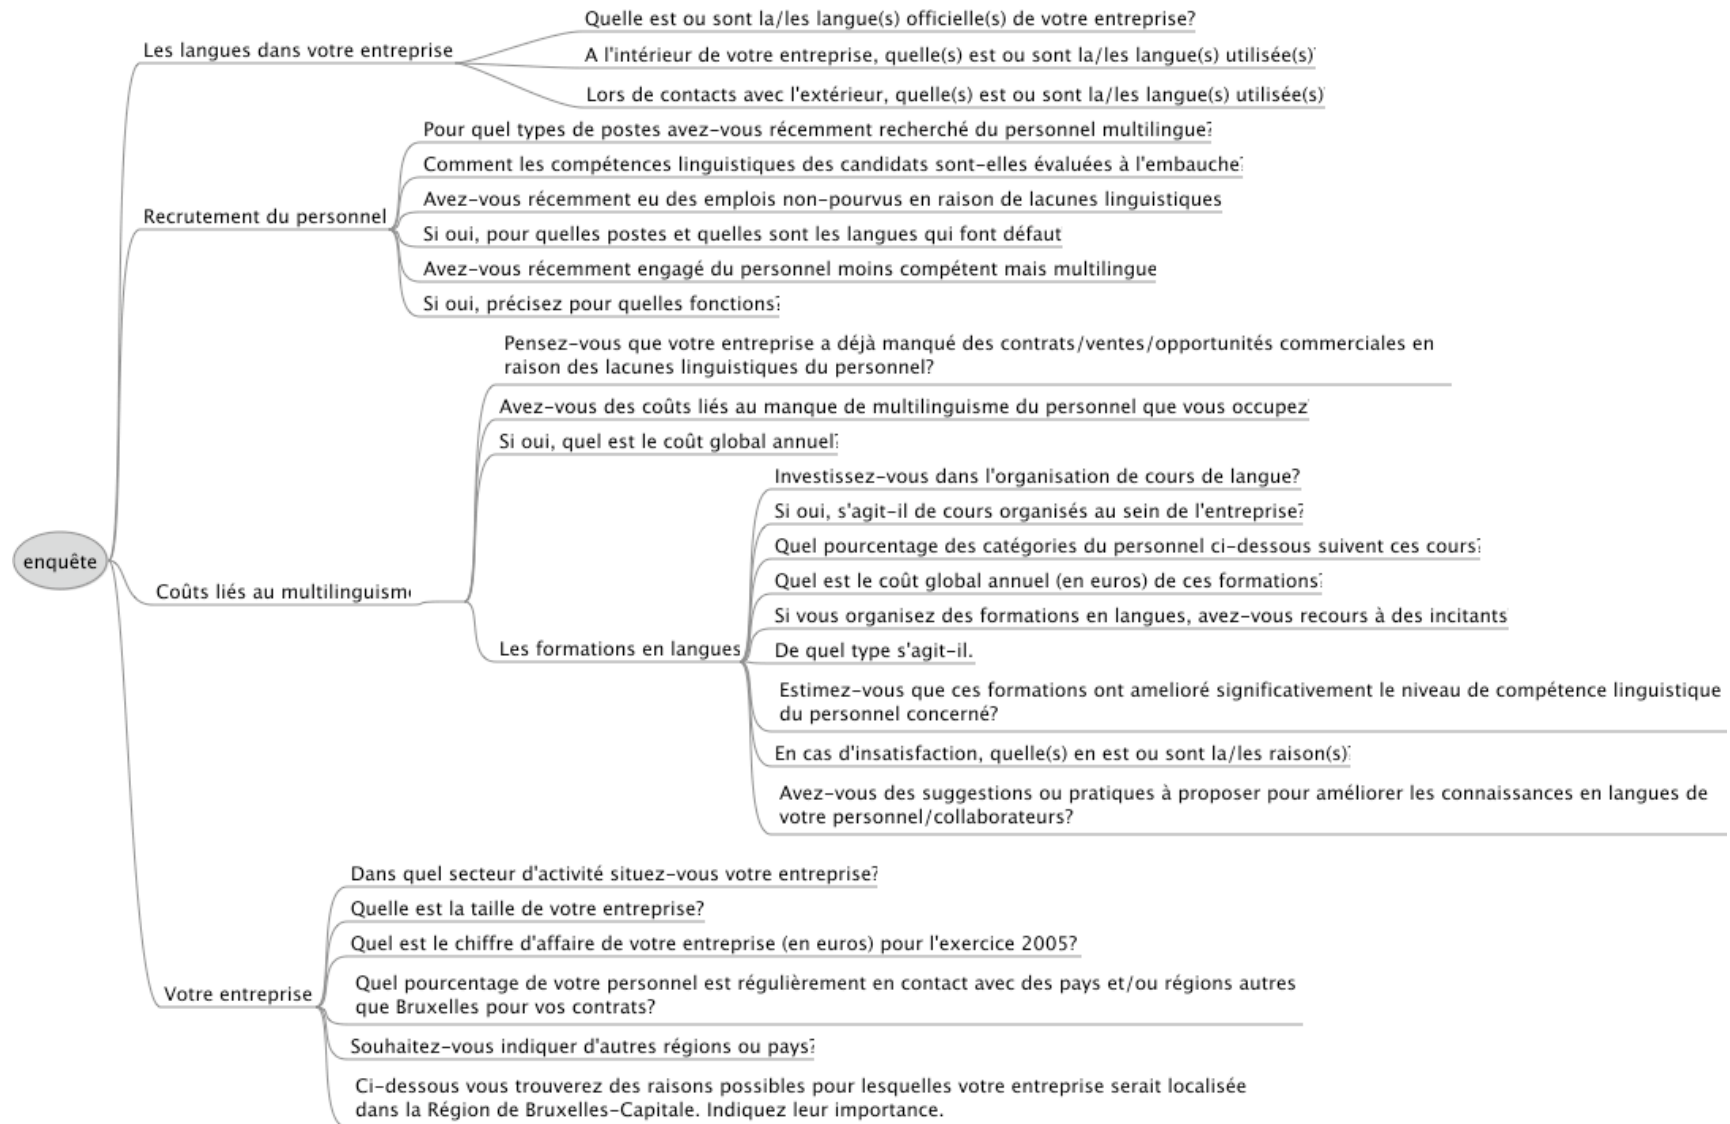 Quelle est ou sont la/les langue(s) officielle(s) de votre entreprise?
Les langues dans votre entreprise
A l'intérieur de votre entreprise, quelle(s) est ou sont la/les langue(s) utilisée(s)
Lors de contacts avec l'extérieur, quelle(s) est ou sont la/les langue(s) utilisée(s)
Pour quel types de postes avez-vous récemment recherché du personnel multilingue?
Comment les compétences linguistiques des candidats sont-elles évaluées à l'embauche?
Avez-vous récemment eu des emplois non-pourvus en raison de lacunes linguistiques
Recrutement du personnel
Si oui, pour quelles postes et quelles sont les langues qui font défaut
Avez-vous récemment engagé du personnel moins compétent mais multilingue
Si oui, précisez pour quelles fonctions?
Pensez-vous que votre entreprise a déjà manqué des contrats/ventes/opportunités commerciales en
raison des lacunes linguistiques du personnel?
Avez-vous des coûts liés au manque de multilinguisme du personnel que vous occupez
Si oui, quel est le coût global annuel?
Investissez-vous dans l'organisation de cours de langue?
Si oui, s'agit-il de cours organisés au sein de l'entreprise?
Quel pourcentage des catégories du personnel ci-dessous suivent ces cours?
enquête
Quel est le coût global annuel (en euros) de ces formations?
Coûts liés au multilinguisme
Si vous organisez des formations en langues, avez-vous recours à des incitants
Les formations en langues
De quel type s'agit-il.
Estimez-vous que ces formations ont amelioré significativement le niveau de compétence linguistique
du personnel concerné?
En cas d'insatisfaction, quelle(s) en est ou sont la/les raison(s)?
Avez-vous des suggestions ou pratiques à proposer pour améliorer les connaissances en langues de
votre personnel/collaborateurs?
Dans quel secteur d'activité situez-vous votre entreprise?
Quelle est la taille de votre entreprise?
Quel est le chiffre d'affaire de votre entreprise (en euros) pour l'exercice 2005?
Quel pourcentage de votre personnel est régulièrement en contact avec des pays et/ou régions autres
que Bruxelles pour vos contrats?
Votre entreprise
Souhaitez-vous indiquer d'autres régions ou pays?
Ci-dessous vous trouverez des raisons possibles pour lesquelles votre entreprise serait localisée
dans la Région de Bruxelles-Capitale. Indiquez leur importance.